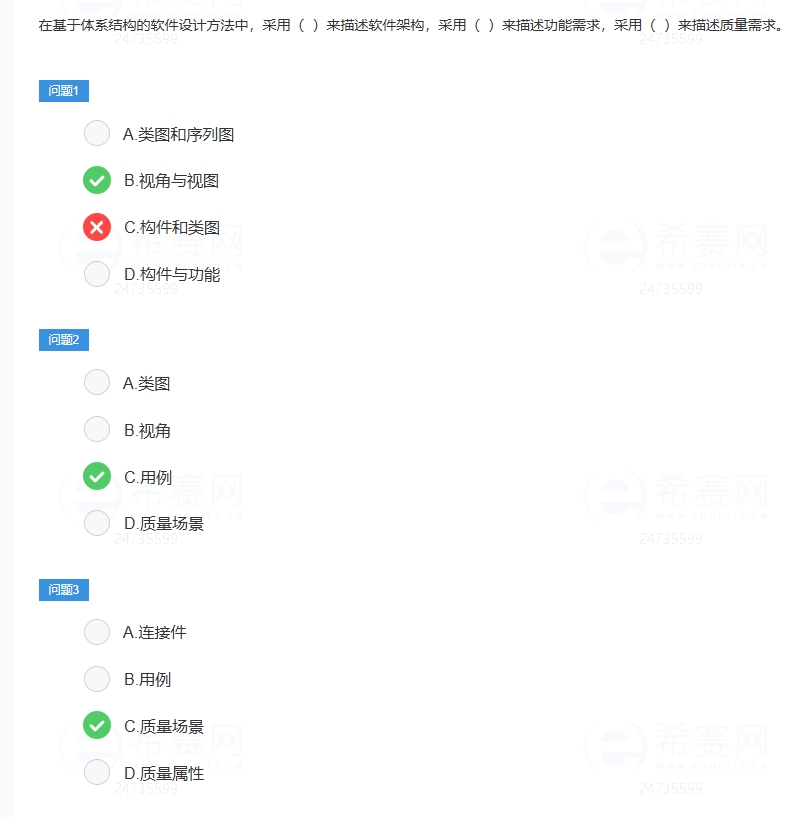 在基于体系结构的软件设计方法中，采用（ ）来描述软件架构，采用（ ）来描述功能需求，采用（ ）来描述质量需求。
24735599
24735599
问题1
A.类图和序列图
B.视角与视图
C.构件和类图
希赛网
希赛网
WWW.EDUCITY.CN
WWW.EDUCITY.CN
D.构件与功能
24735599
24735599
问题2
A.类图
B.视角
C.用例
希赛网
希赛网
WWW.EDUCITY.CN
WWW.EDUCITY.CN
D.质量场景
24735599
24735599
问题3
A.连接件
B.用例
C.质量场景
希赛网
希赛网
WWW.EDUCITY.CN
WWW.EDUCITY.CN
D.质量属性
24735599
24735599